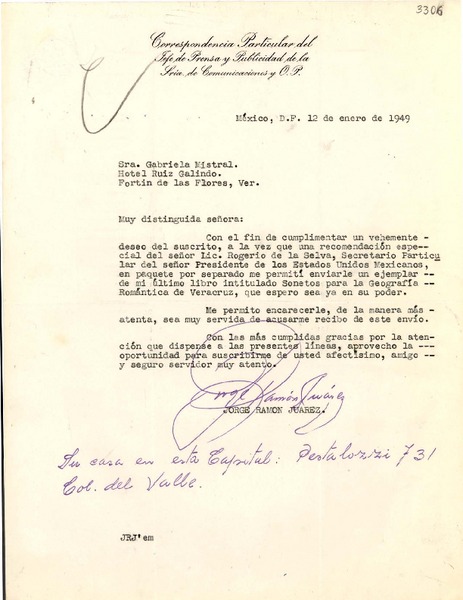 3306
Correspondencia Particular del
Jefe de Prensa y Publicidad de la
Sría. de Comunicaciones y O. P.
México, D.F. 12 de enero de 1949
Sra. Gabriela Mistral.
Hotel Ruiz Galindo.
Fortin de las Flores, Ver.
Muy distinguida señora:
Con el fin de cumplimentar un vehemente -
deseo del suscrito, a la vez que una recomendación espe--
cial del señor Lic. Rogerio de la Selva, Secretario Particu
lar del señor Presidente de los Estados Unidos Mexicanos,
en paquete por separado me permití enviarle un ejemplar --
de mi último libro intitulado Sonetos para la Geografía --
Romántica de Veracruz, que espero sea ya en su poder.
Me permito encarecerle, de la manera más -
atenta, sea muy servida de acusarme recibo de este envío.
Con las más cumplidas gracias por la aten-
ción que dispense a las presentes líneas, aprovecho la ---
oportunidad para suscribirme de usted afectísimo, amigo --
y seguro servidor muy atento.
Jorge Ramón Juárez
JORGE RAMON JUAREZ.
Su casa en esta Capital: Pestalozzi 731
Col. del Valle.
JRJ'em